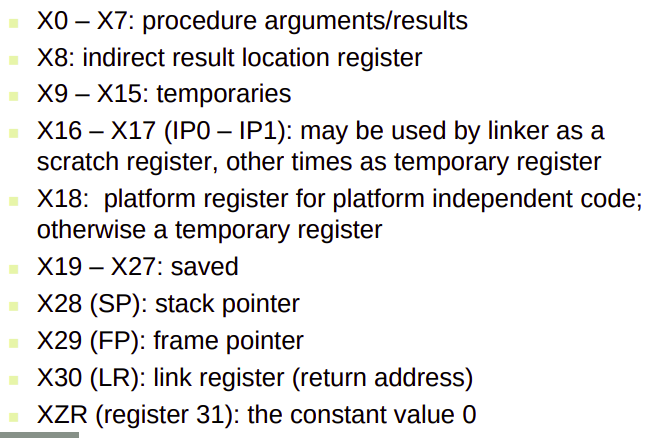 X0 – X7: procedure arguments/results
X8: indirect result location register
X9 – X15: temporaries
X16 – X17 (IP0 – IP1): may be used by linker as a
scratch register, other times as temporary register
X18:  platform register for platform independent code;
otherwise a temporary register
X19 – X27: saved
X28 (SP): stack pointer
X29 (FP): frame pointer
X30 (LR): link register (return address)
XZR (register 31): the constant value 0